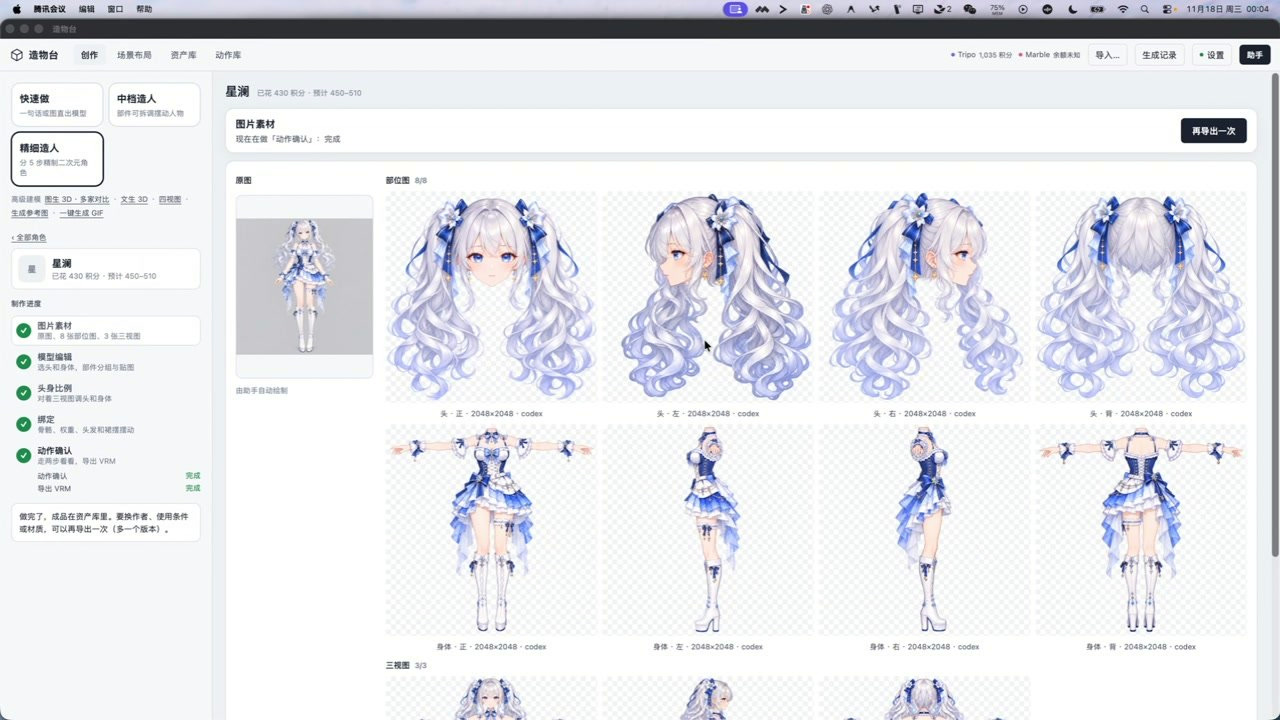 腾讯会议 编辑 窗口 帮助
75%
2
11月18日 周三 00:04
造物台
造物台 创作 场景布局 资产库 动作库
Tripo 1,035 积分 Marble 余额未知 导入... 生成记录 设置 助手
快速做
一句话或图直出模型
中档造人
部件可拆调摆动人物
精细造人
分 5 步精制二次元角
色
高级建模 图生 3D · 多家对比 · 文生 3D · 四视图 ·
生成参考图 · 一键生成 GIF
‹ 全部角色
星
星澜
已花 430 积分 · 预计 450–510
制作进度
图片素材
原图、8 张部位图、3 张三视图
模型编辑
选头和身体，部件分组与贴图
头身比例
对着三视图调头和身体
绑定
骨骼、权重、头发和裙摆摆动
动作确认
走两步看看，导出 VRM
动作确认 完成
导出 VRM 完成
做完了，成品在资产库里。要换作者、使用条件
或材质，可以再导出一次（多一个版本）。
星澜 已花 430 积分 · 预计 450–510
图片素材
现在在做「动作确认」： 完成
再导出一次
原图
由助手自动绘制
部位图 8/8
头 · 正 · 2048×2048 · codex
头 · 左 · 2048×2048 · codex
头 · 右 · 2048×2048 · codex
头 · 背 · 2048×2048 · codex
身体 · 正 · 2048×2048 · codex
身体 · 左 · 2048×2048 · codex
身体 · 右 · 2048×2048 · codex
身体 · 背 · 2048×2048 · codex
三视图 3/3